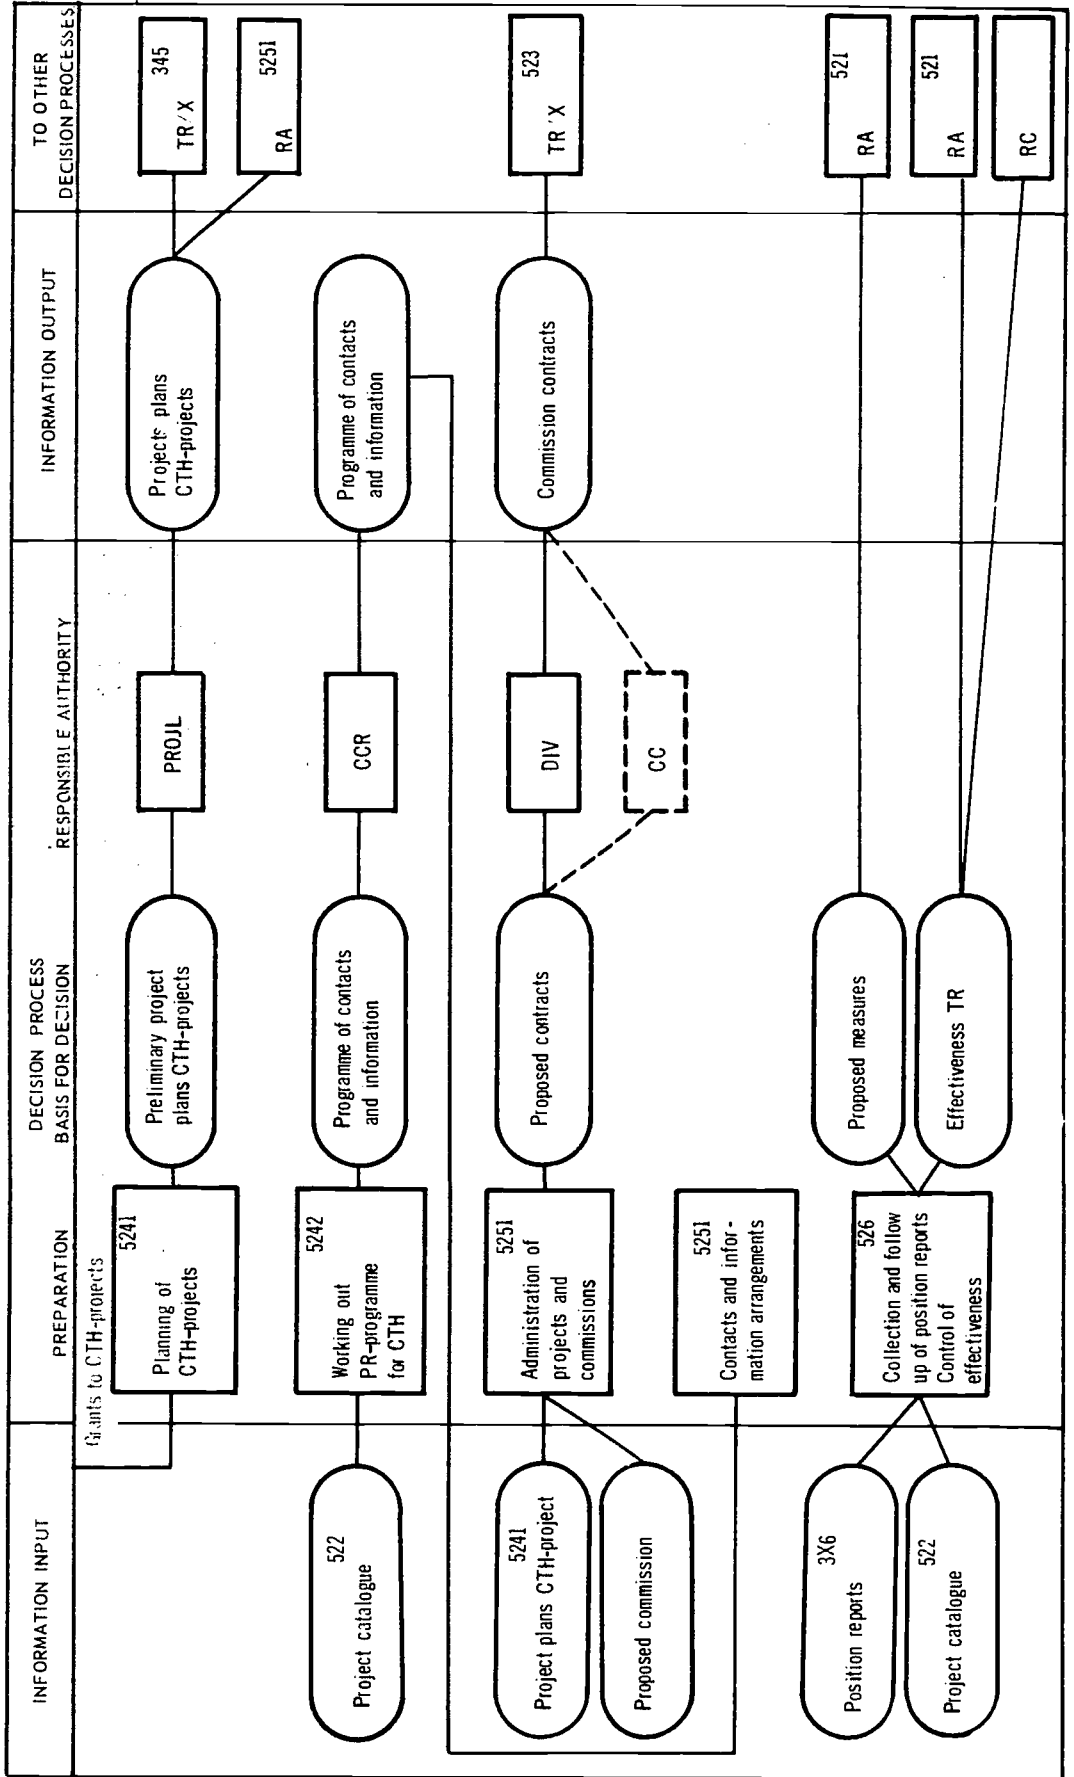 INFORMATION INPUT
PREPARATION
DECISION PROCESS
BASIS FOR DECISION
RESPONSIBLE AUTHORITY
INFORMATION OUTPUT
TO OTHER
DECISION PROCESSES
Grants to CTH-projects
5241
Planning of
CTH-projects
Preliminary project
plans CTH-projects
PROJL
Projects plans
CTH-projects
345
TR/X
5251
RA
522
Project catalogue
5242
Working out
PR-programme
for CTH
Programme of contacts
and information
CCR
Programme of contacts
and information
5241
Project plans CTH-project
Proposed commission
5251
Administration of
projects and
commissions
Proposed contracts
DIV
CC
Commission contracts
523
TR/X
5251
Contacts and infor-
mation arrangements
3X6
Position reports
522
Project catalogue
526
Collection and follow
up of position reports
Control of
effectiveness
Proposed measures
Effectiveness TR
521
RA
521
RA
RC